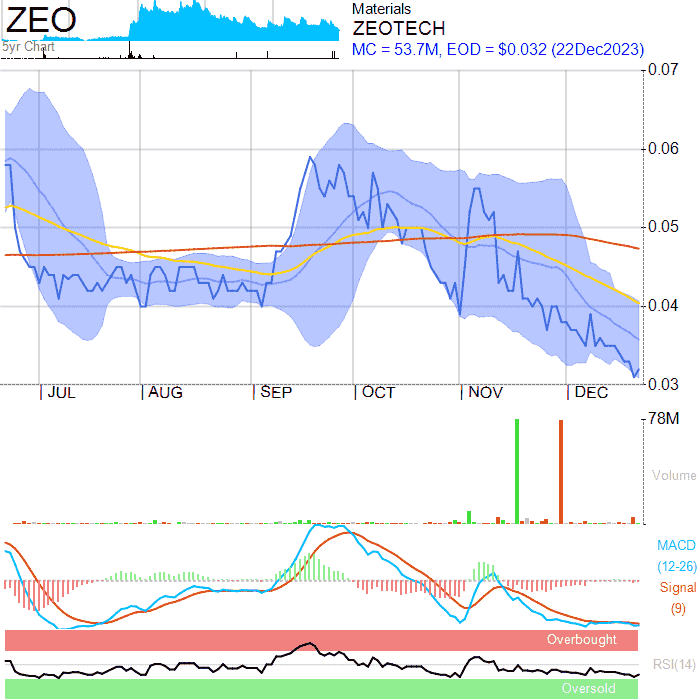 ZEO
Materials
ZEOTECH
5yr Chart
MC = 53.7M, EOD = $0.032 (22Dec2023)
0.07
0.06
0.05
0.04
0.03
JUL AUG SEP OCT NOV DEC
78M
Volume
MACD
(12-26)
Signal
(9)
Overbought
RSI(14)
Oversold